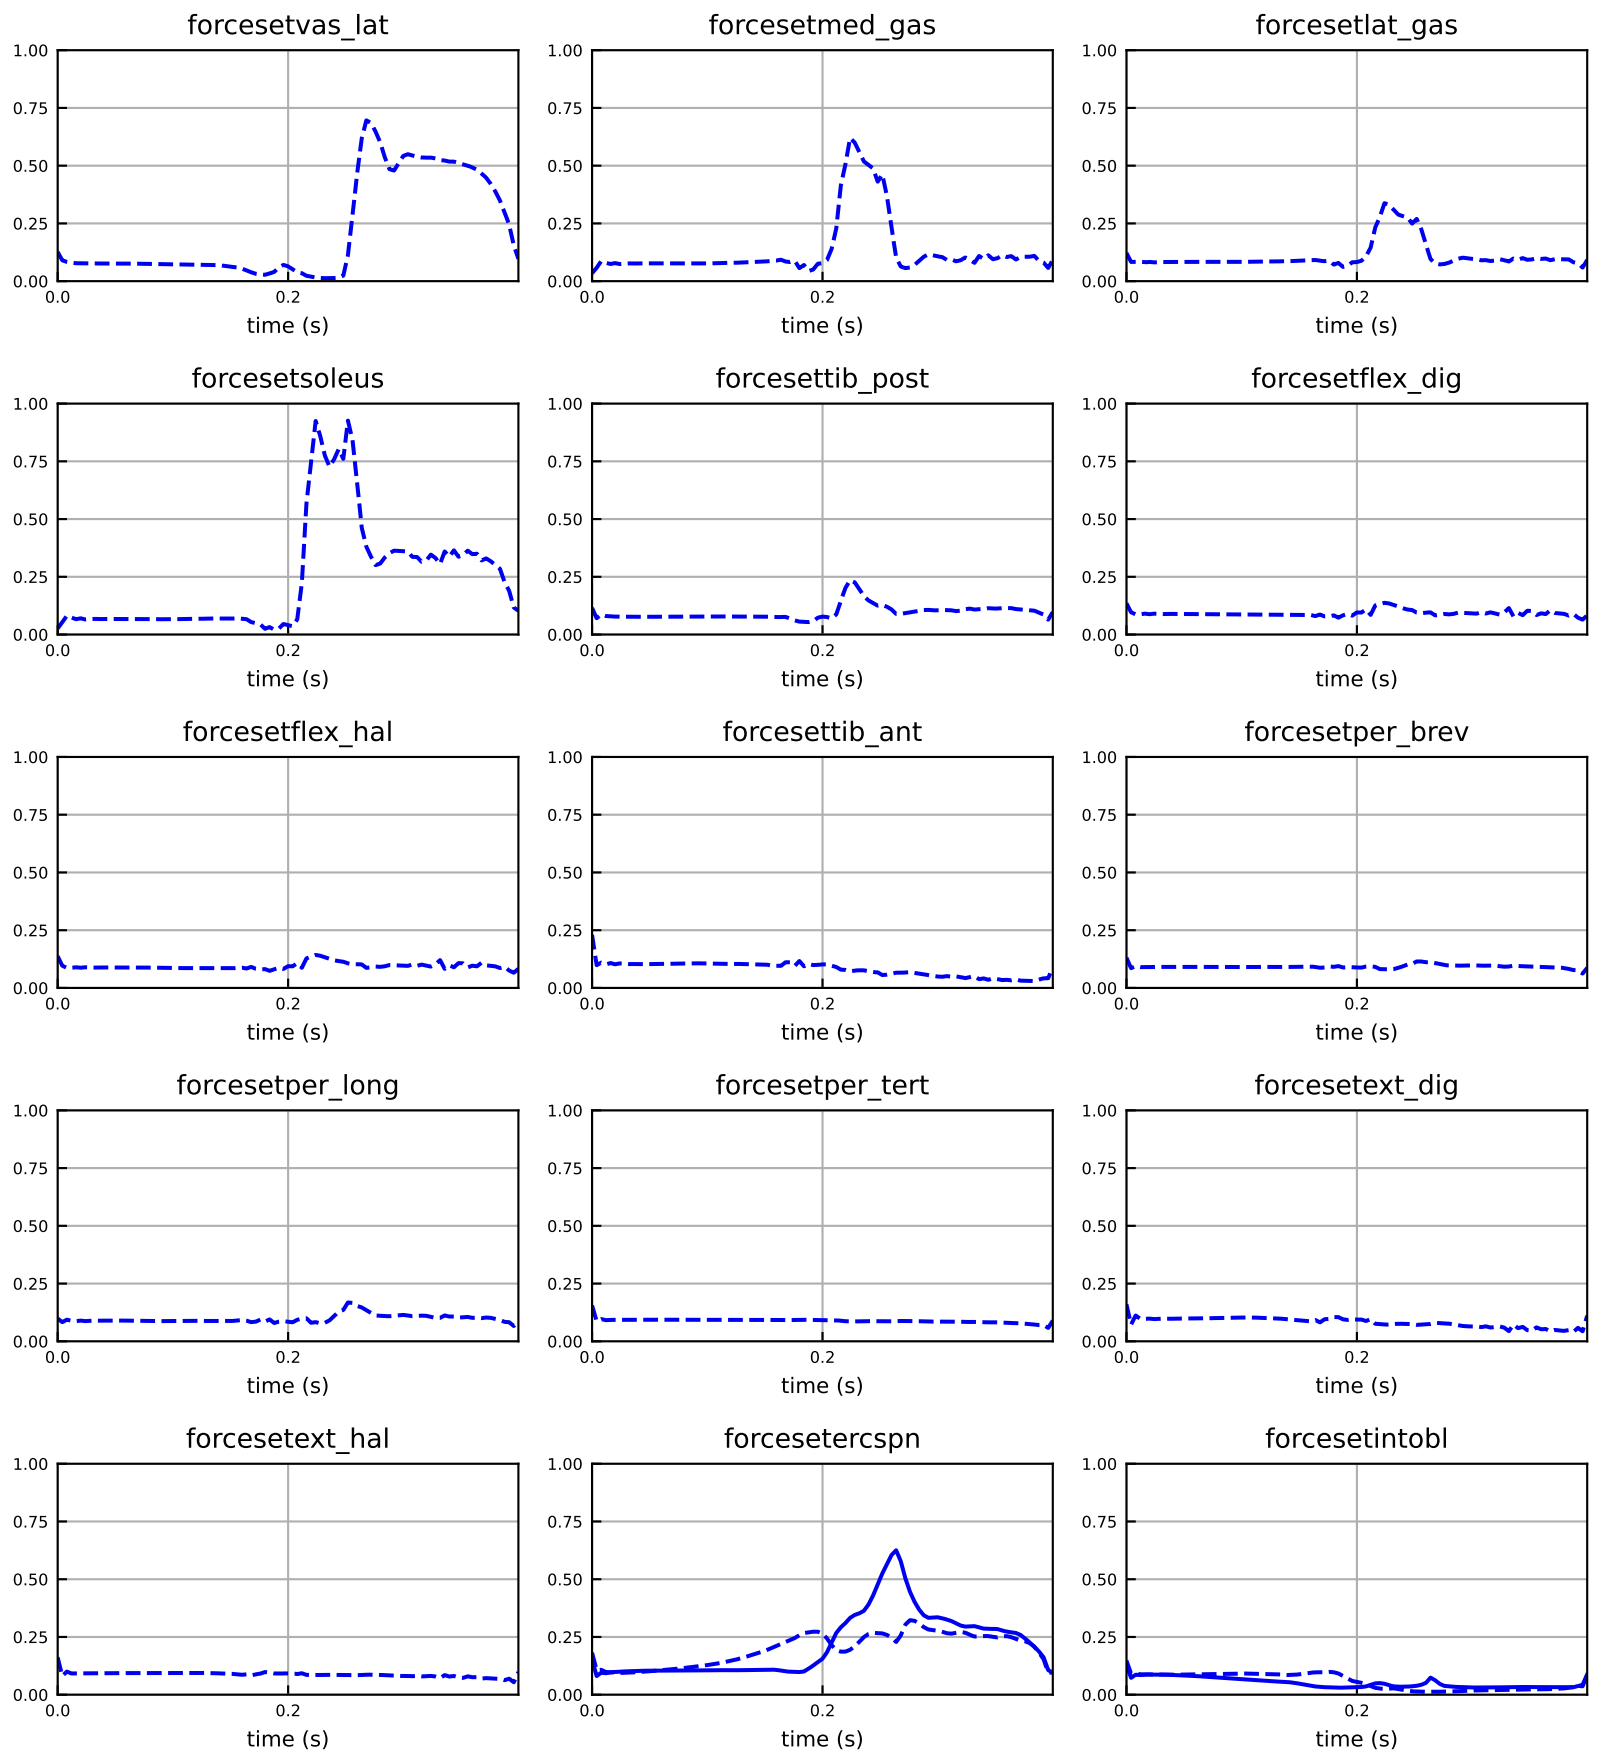 forcesetvas_lat forcesetmed_gas forcesetlat_gas
1.00 1.00 1.00
0.75 0.75 0.75
0.50 0.50 0.50
0.25 0.25 0.25
0.00 0.00 0.00
0.0 0.2 0.0 0.2 0.0 0.2
time (s) time (s) time (s)
forcesetsoleus forcesettib_post forcesetflex_dig
1.00 1.00 1.00
0.75 0.75 0.75
0.50 0.50 0.50
0.25 0.25 0.25
0.00 0.00 0.00
0.0 0.2 0.0 0.2 0.0 0.2
time (s) time (s) time (s)
forcesetflex_hal forcesettib_ant forcesetper_brev
1.00 1.00 1.00
0.75 0.75 0.75
0.50 0.50 0.50
0.25 0.25 0.25
0.00 0.00 0.00
0.0 0.2 0.0 0.2 0.0 0.2
time (s) time (s) time (s)
forcesetper_long forcesetper_tert forcesetext_dig
1.00 1.00 1.00
0.75 0.75 0.75
0.50 0.50 0.50
0.25 0.25 0.25
0.00 0.00 0.00
0.0 0.2 0.0 0.2 0.0 0.2
time (s) time (s) time (s)
forcesetext_hal forcesetercspn forcesetintobl
1.00 1.00 1.00
0.75 0.75 0.75
0.50 0.50 0.50
0.25 0.25 0.25
0.00 0.00 0.00
0.0 0.2 0.0 0.2 0.0 0.2
time (s) time (s) time (s)